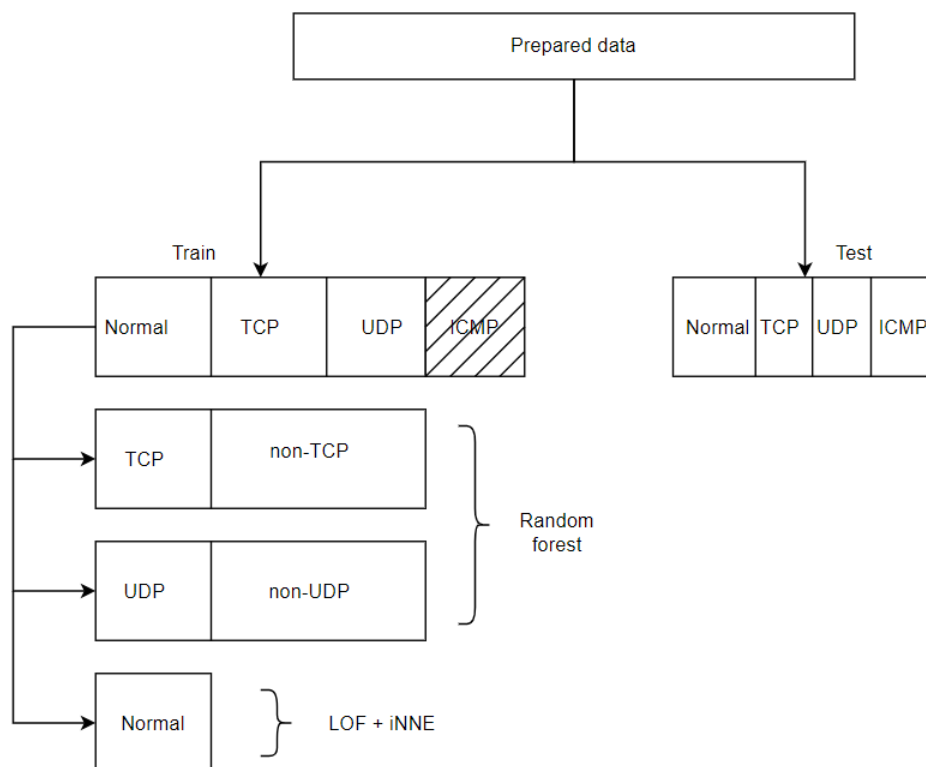 Prepared data
Train
Test
Normal TCP UDP ICMP
Normal TCP UDP ICMP
TCP non-TCP
Random
forest
UDP non-UDP
Normal
LOF + iNNE